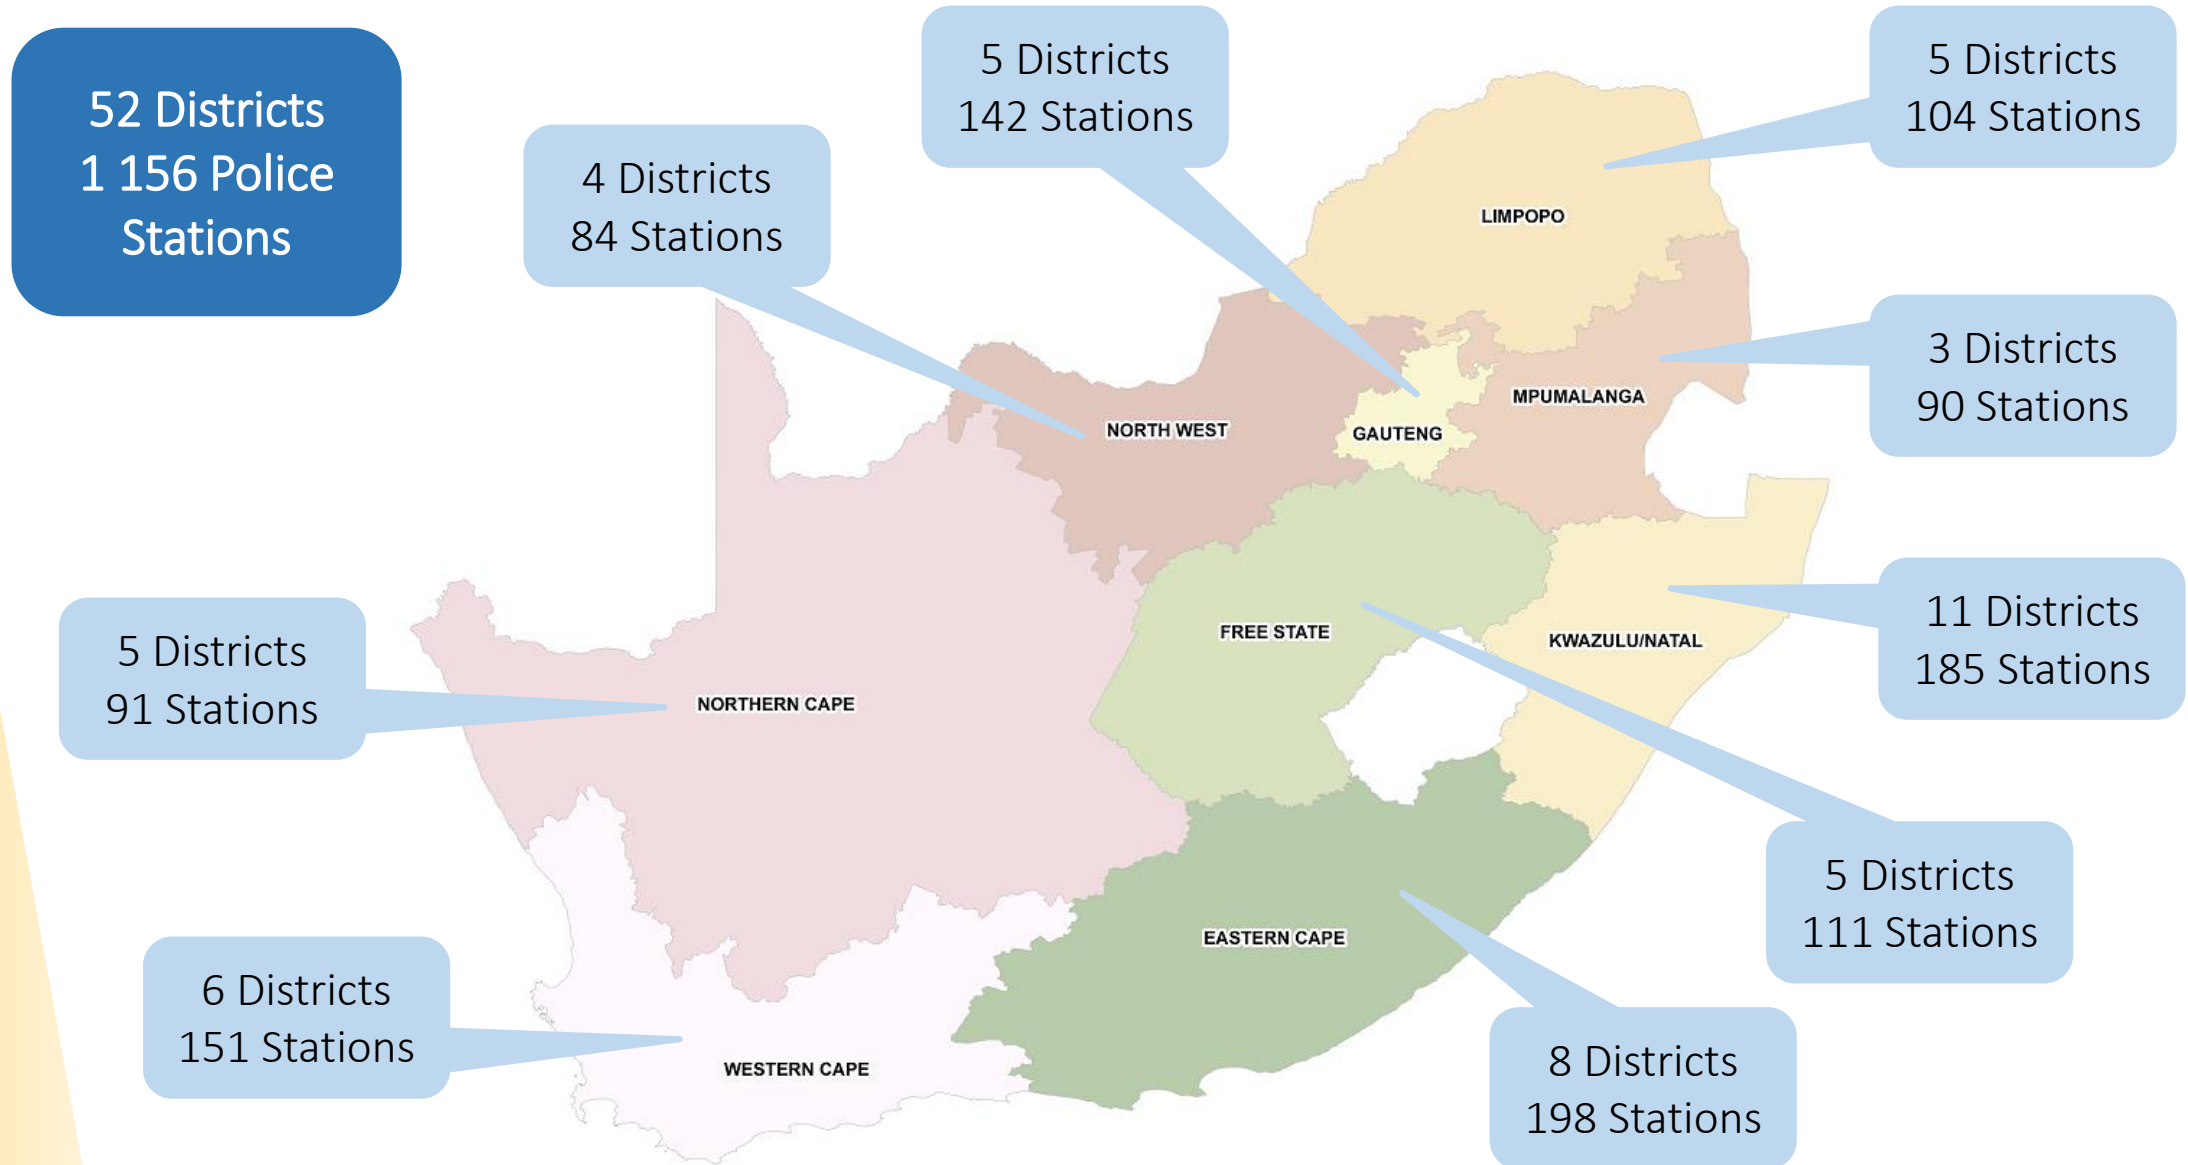 52 Districts
1 156 Police
Stations
5 Districts
142 Stations
5 Districts
104 Stations
4 Districts
84 Stations
LIMPOPO
3 Districts
90 Stations
MPUMALANGA
NORTH WEST
GAUTENG
11 Districts
185 Stations
FREE STATE
KWAZULU/NATAL
5 Districts
91 Stations
NORTHERN CAPE
5 Districts
111 Stations
EASTERN CAPE
6 Districts
151 Stations
WESTERN CAPE
8 Districts
198 Stations